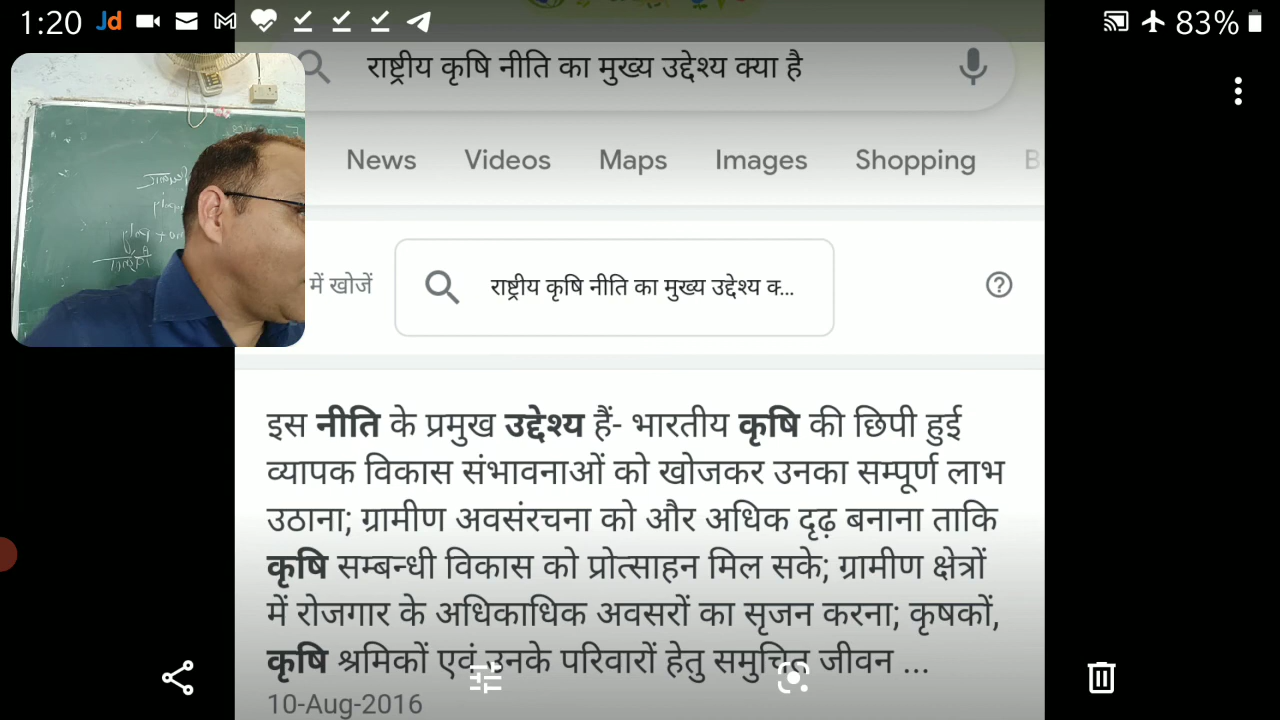 1:20 Jd 83%
राष्ट्रीय कृषि नीति का मुख्य उद्देश्य क्या है
News Videos Maps Images Shopping B
में खोजें राष्ट्रीय कृषि नीति का मुख्य उद्देश्य क...
इस नीति के प्रमुख उद्देश्य हैं- भारतीय कृषि की छिपी हुई
व्यापक विकास संभावनाओं को खोजकर उनका सम्पूर्ण लाभ
उठाना; ग्रामीण अवसंरचना को और अधिक दृढ़ बनाना ताकि
कृषि सम्बन्धी विकास को प्रोत्साहन मिल सके; ग्रामीण क्षेत्रों
में रोजगार के अधिकाधिक अवसरों का सृजन करना; कृषकों,
कृषि श्रमिकों एवं उनके परिवारों हेतु समुचित जीवन ...
10-Aug-2016